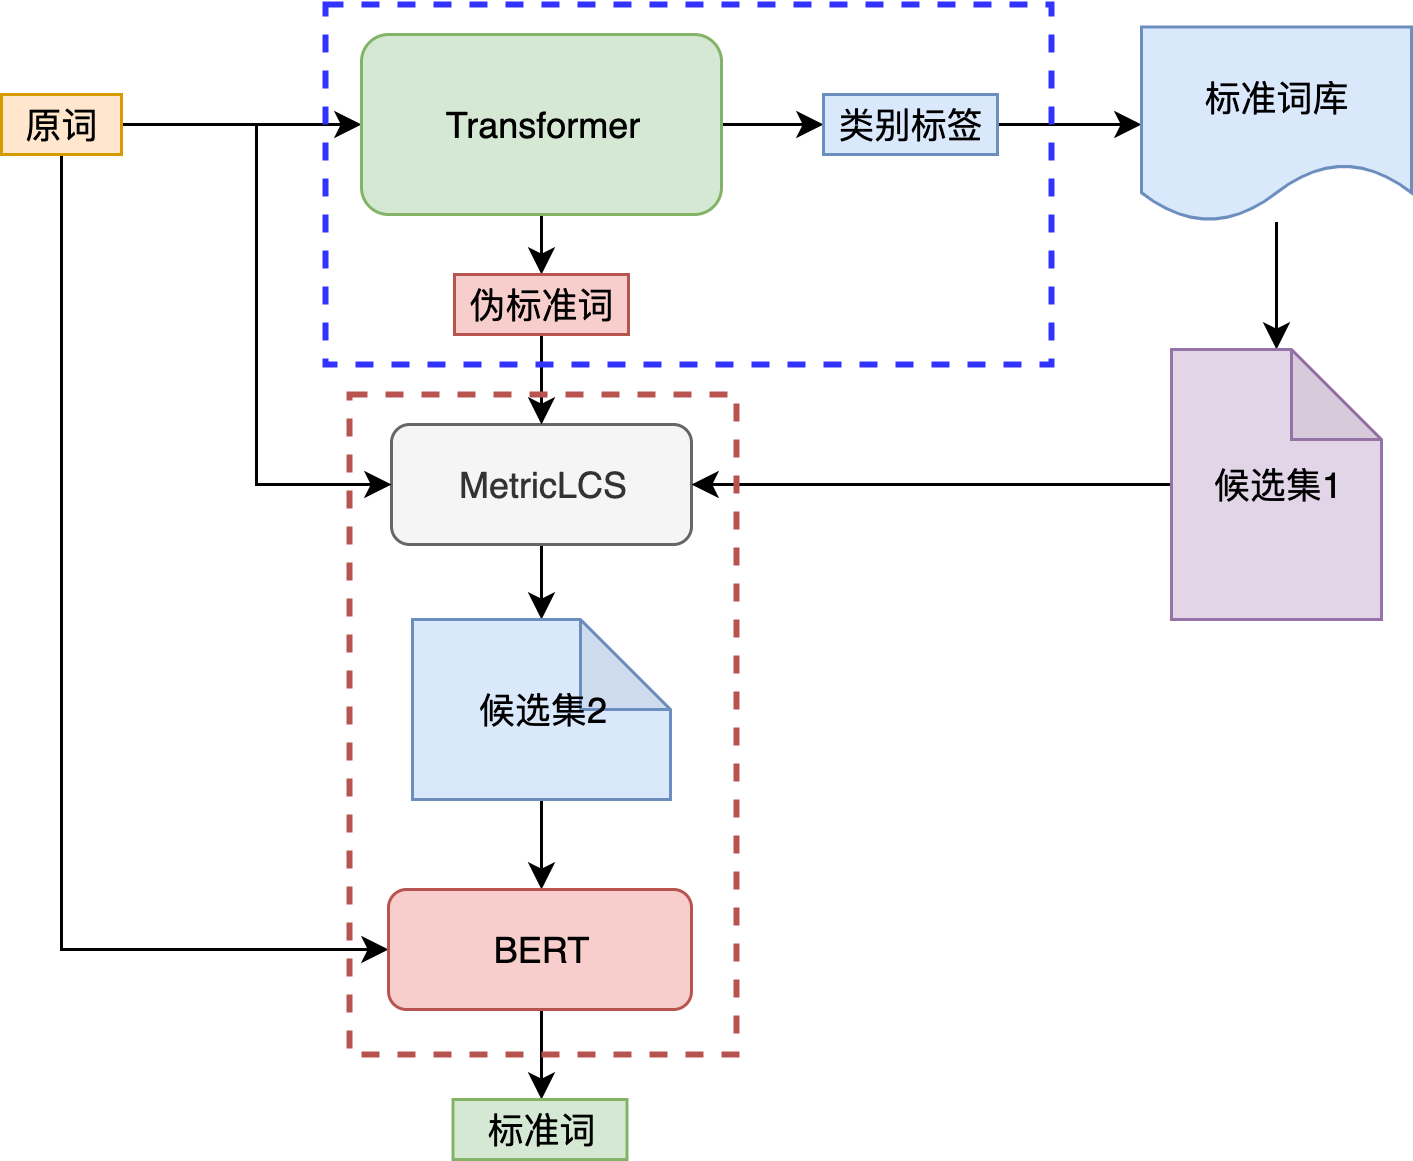 原词
Transformer
类别标签
标准词库
伪标准词
MetricLCS
候选集1
候选集2
BERT
标准词